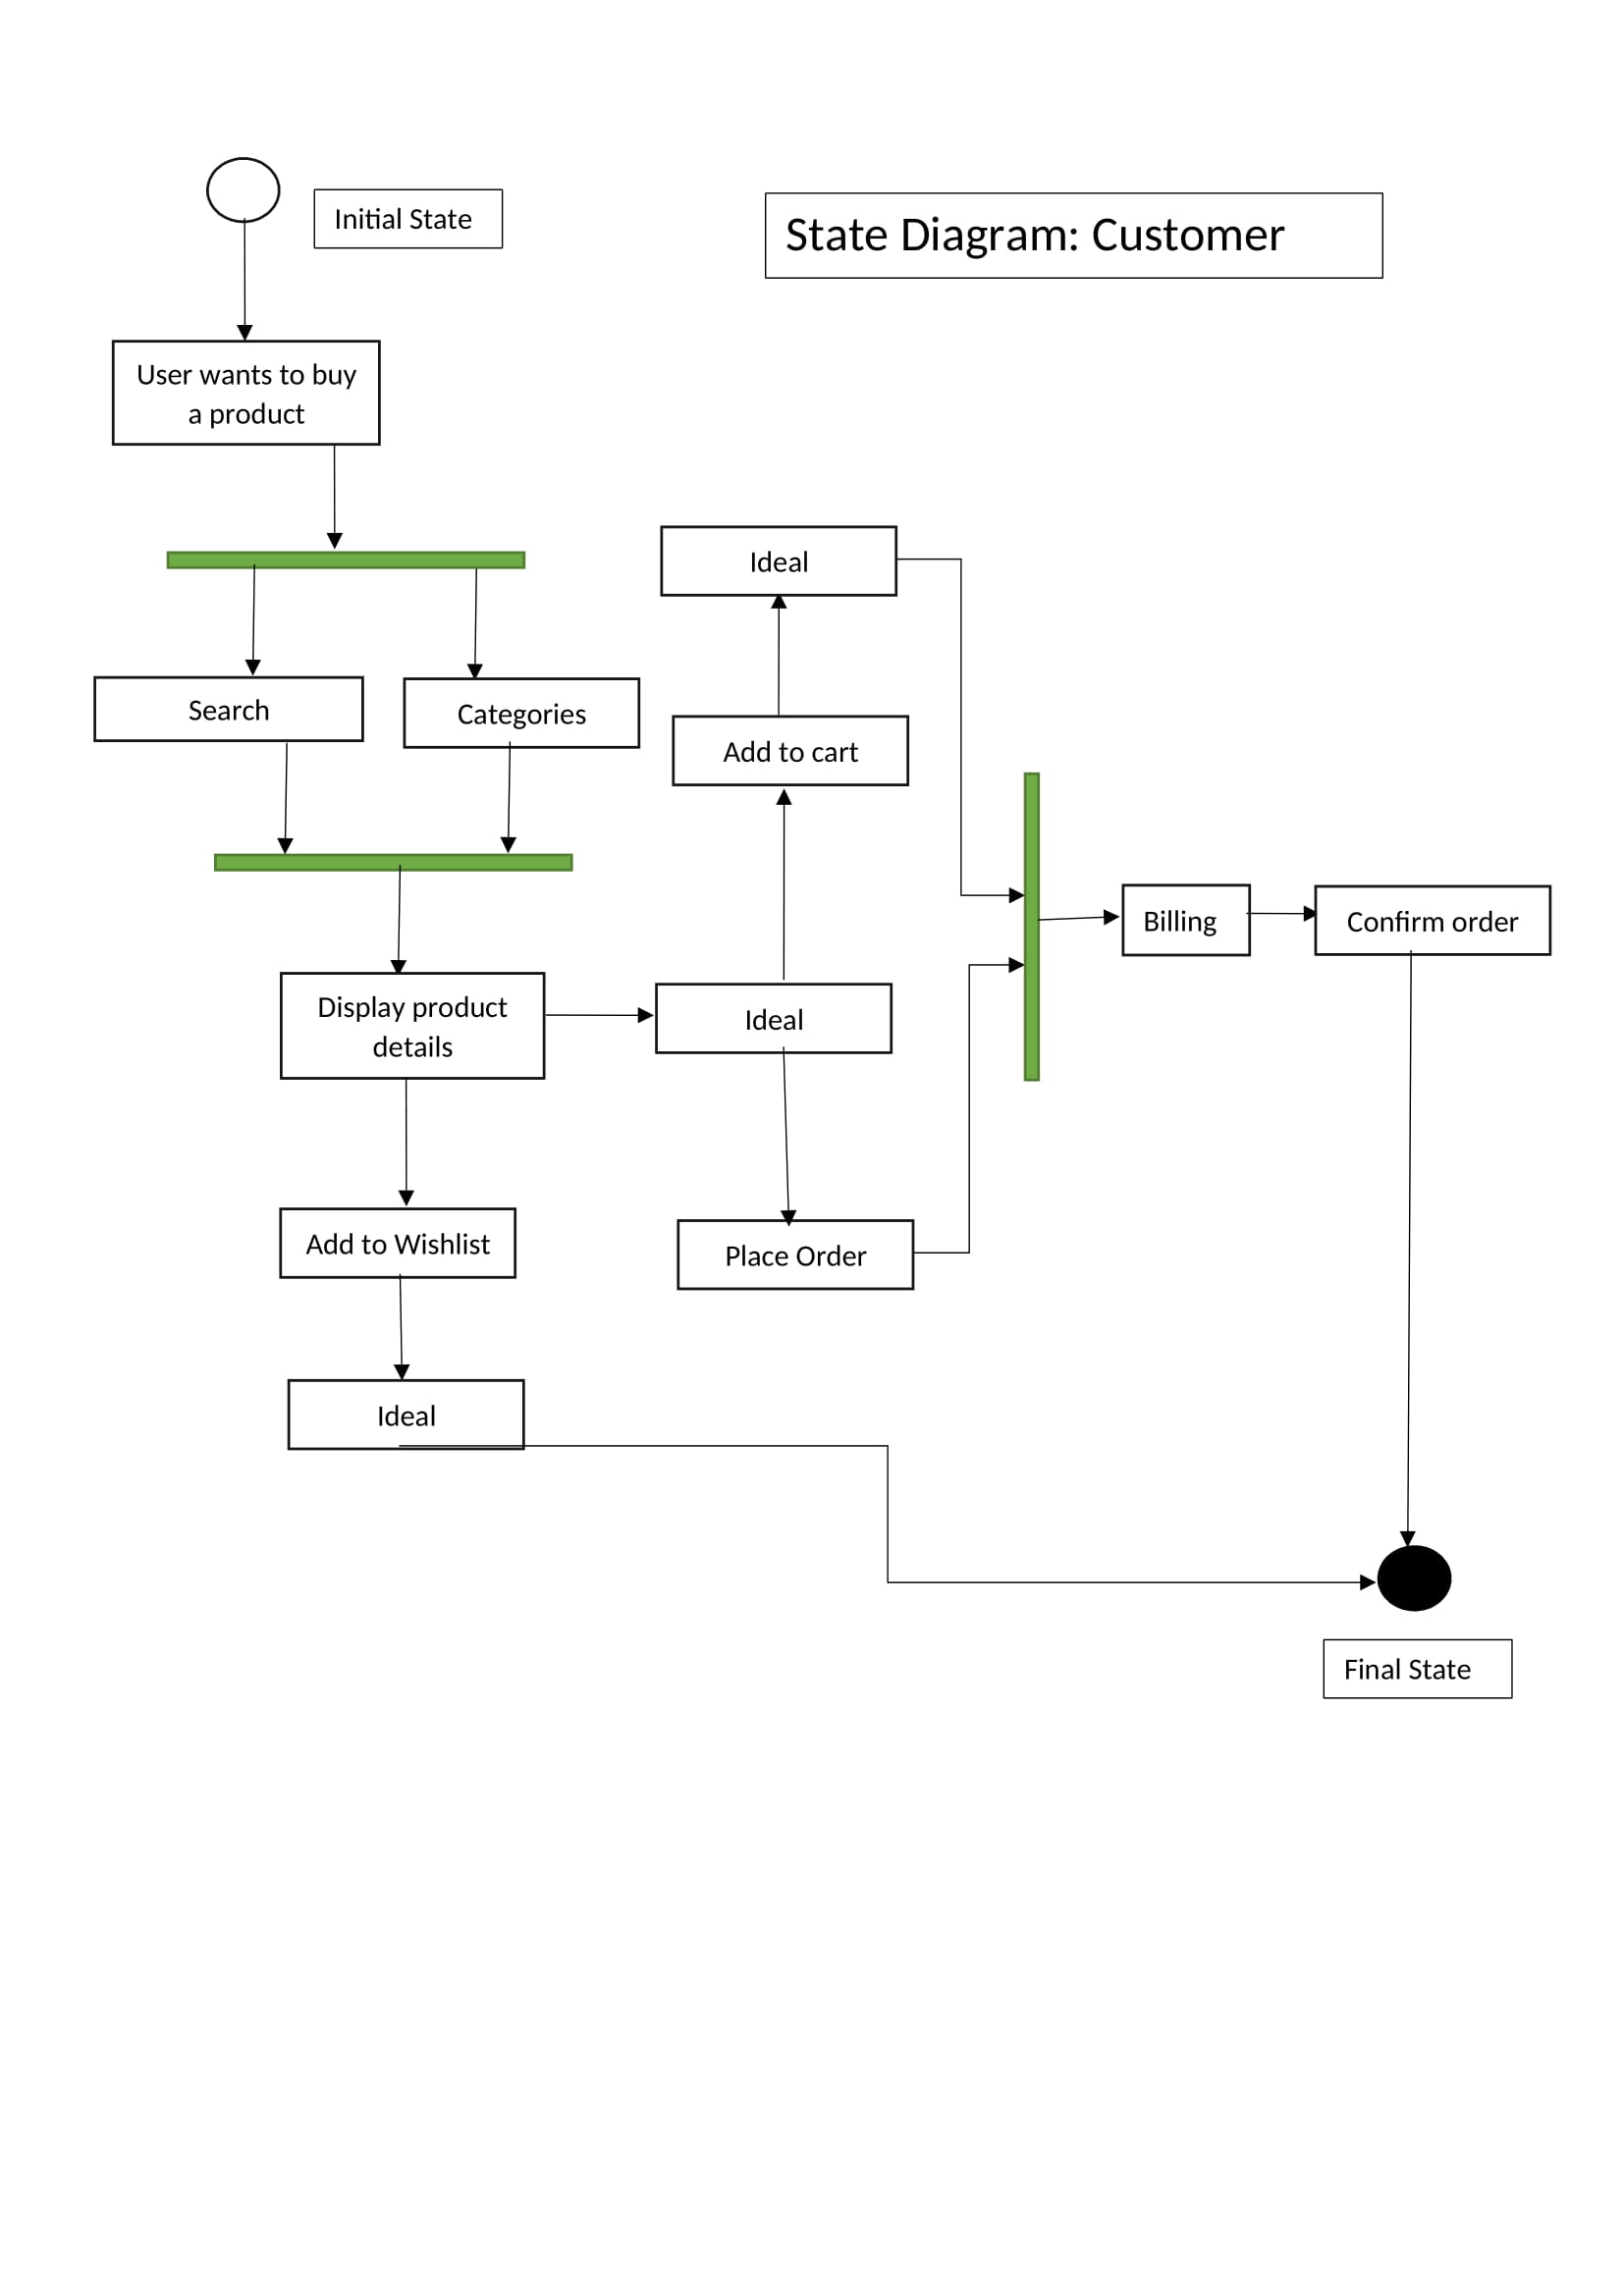 Initial State
State Diagram: Customer
User wants to buy
a product
Ideal
Search
Categories
Add to cart
Billing
Confirm order
Display product
details
Ideal
Add to Wishlist
Place Order
Ideal
Final State